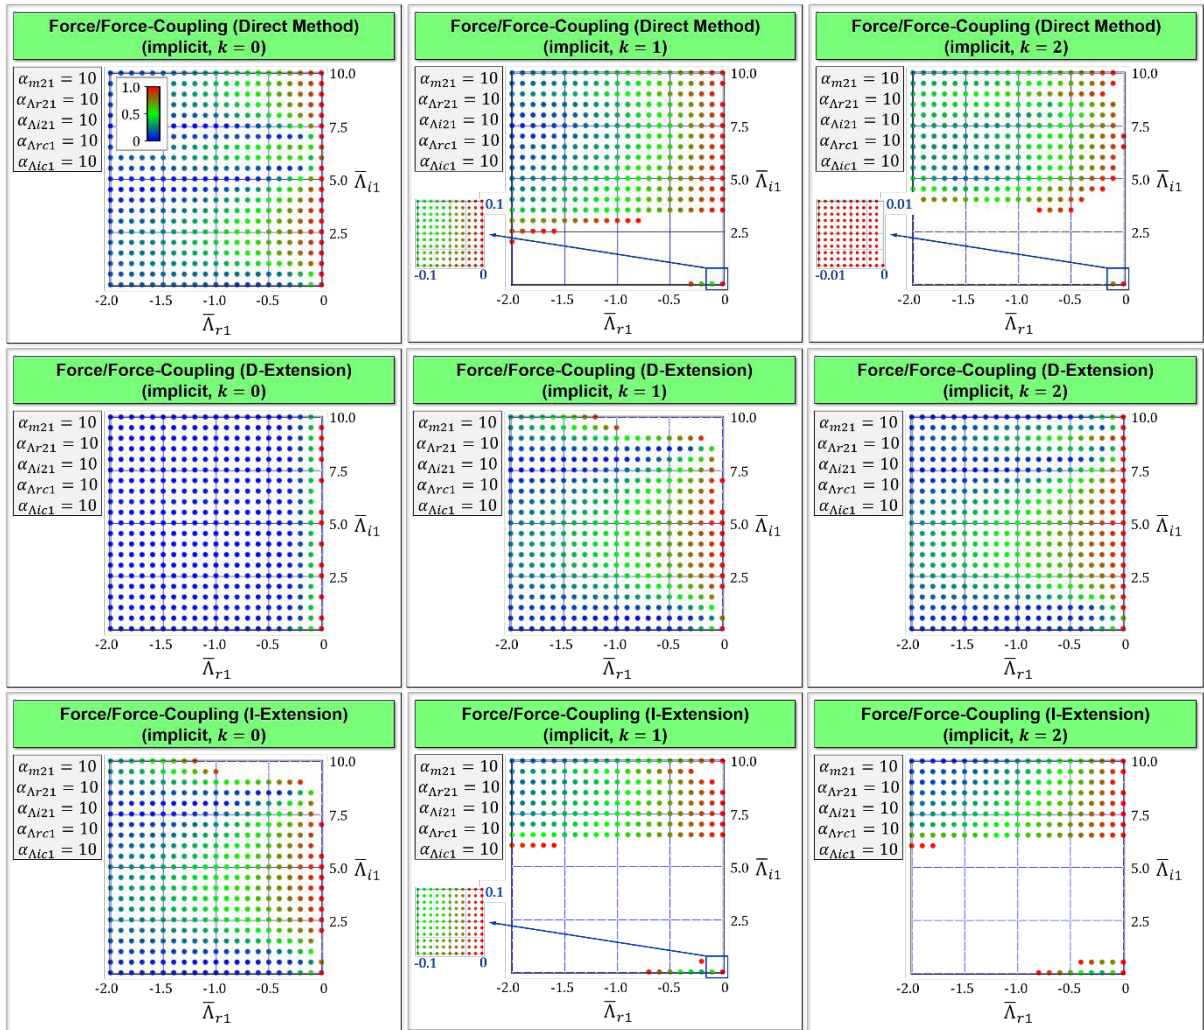 Force/Force-Coupling (Direct Method)
(implicit, k = 0)
α_m21 = 10
α_Λr21 = 10
α_Λi21 = 10
α_Λrc1 = 10
α_Λic1 = 10
1.0
0.5
0
10.0
7.5
5.0
Λ̅_i1
2.5
-2.0 -1.5 -1.0 -0.5 0
Λ̅_r1
Force/Force-Coupling (Direct Method)
(implicit, k = 1)
α_m21 = 10
α_Λr21 = 10
α_Λi21 = 10
α_Λrc1 = 10
α_Λic1 = 10
10.0
7.5
5.0
Λ̅_i1
2.5
0.1
-0.1 0
-2.0 -1.5 -1.0 -0.5 0
Λ̅_r1
Force/Force-Coupling (Direct Method)
(implicit, k = 2)
α_m21 = 10
α_Λr21 = 10
α_Λi21 = 10
α_Λrc1 = 10
α_Λic1 = 10
10.0
7.5
5.0
Λ̅_i1
2.5
0.01
-0.01 0
-2.0 -1.5 -1.0 -0.5 0
Λ̅_r1
Force/Force-Coupling (D-Extension)
(implicit, k = 0)
α_m21 = 10
α_Λr21 = 10
α_Λi21 = 10
α_Λrc1 = 10
α_Λic1 = 10
10.0
7.5
5.0
Λ̅_i1
2.5
-2.0 -1.5 -1.0 -0.5 0
Λ̅_r1
Force/Force-Coupling (D-Extension)
(implicit, k = 1)
α_m21 = 10
α_Λr21 = 10
α_Λi21 = 10
α_Λrc1 = 10
α_Λic1 = 10
10.0
7.5
5.0
Λ̅_i1
2.5
-2.0 -1.5 -1.0 -0.5 0
Λ̅_r1
Force/Force-Coupling (D-Extension)
(implicit, k = 2)
α_m21 = 10
α_Λr21 = 10
α_Λi21 = 10
α_Λrc1 = 10
α_Λic1 = 10
10.0
7.5
5.0
Λ̅_i1
2.5
-2.0 -1.5 -1.0 -0.5 0
Λ̅_r1
Force/Force-Coupling (I-Extension)
(implicit, k = 0)
α_m21 = 10
α_Λr21 = 10
α_Λi21 = 10
α_Λrc1 = 10
α_Λic1 = 10
10.0
7.5
5.0
Λ̅_i1
2.5
-2.0 -1.5 -1.0 -0.5 0
Λ̅_r1
Force/Force-Coupling (I-Extension)
(implicit, k = 1)
α_m21 = 10
α_Λr21 = 10
α_Λi21 = 10
α_Λrc1 = 10
α_Λic1 = 10
10.0
7.5
5.0
Λ̅_i1
2.5
0.1
-0.1 0
-2.0 -1.5 -1.0 -0.5 0
Λ̅_r1
Force/Force-Coupling (I-Extension)
(implicit, k = 2)
α_m21 = 10
α_Λr21 = 10
α_Λi21 = 10
α_Λrc1 = 10
α_Λic1 = 10
10.0
7.5
5.0
Λ̅_i1
2.5
-2.0 -1.5 -1.0 -0.5 0
Λ̅_r1